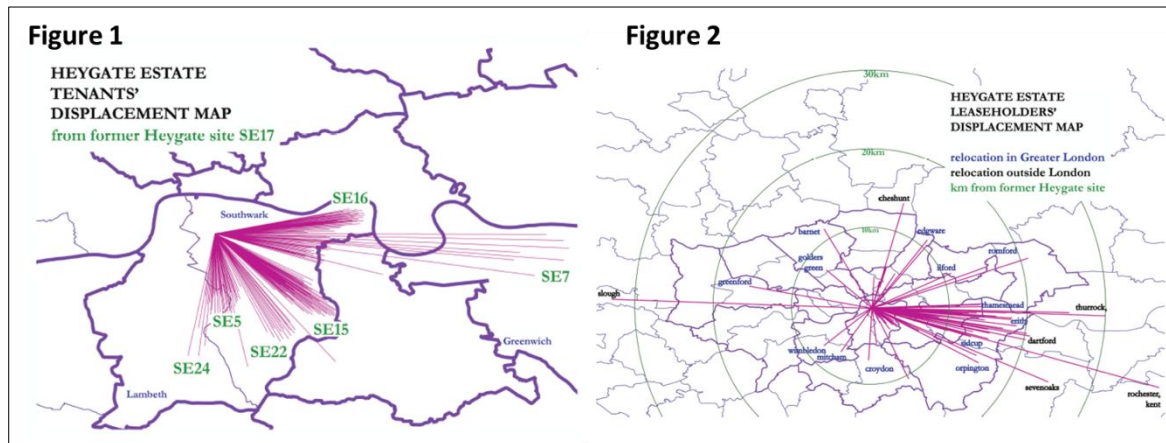 Figure 1
HEYGATE ESTATE
TENANTS'
DISPLACEMENT MAP
from former Heygate site SE17
SE16
Southwark
SE7
SE5
SE15
SE22
SE24
Greenwich
Lambeth
Figure 2
30km
HEYGATE ESTATE
LEASEHOLDERS'
DISPLACEMENT MAP
20km
relocation in Greater London
relocation outside London
km from former Heygate site
cheshunt
barnet
10km
edgware
golders
green
ilford
romford
greenford
slough
thamesmead
thurrock,
erith
dartford
wimbledon
mitcham
sidcup
croydon
orpington
sevenoaks
rochester,
kent